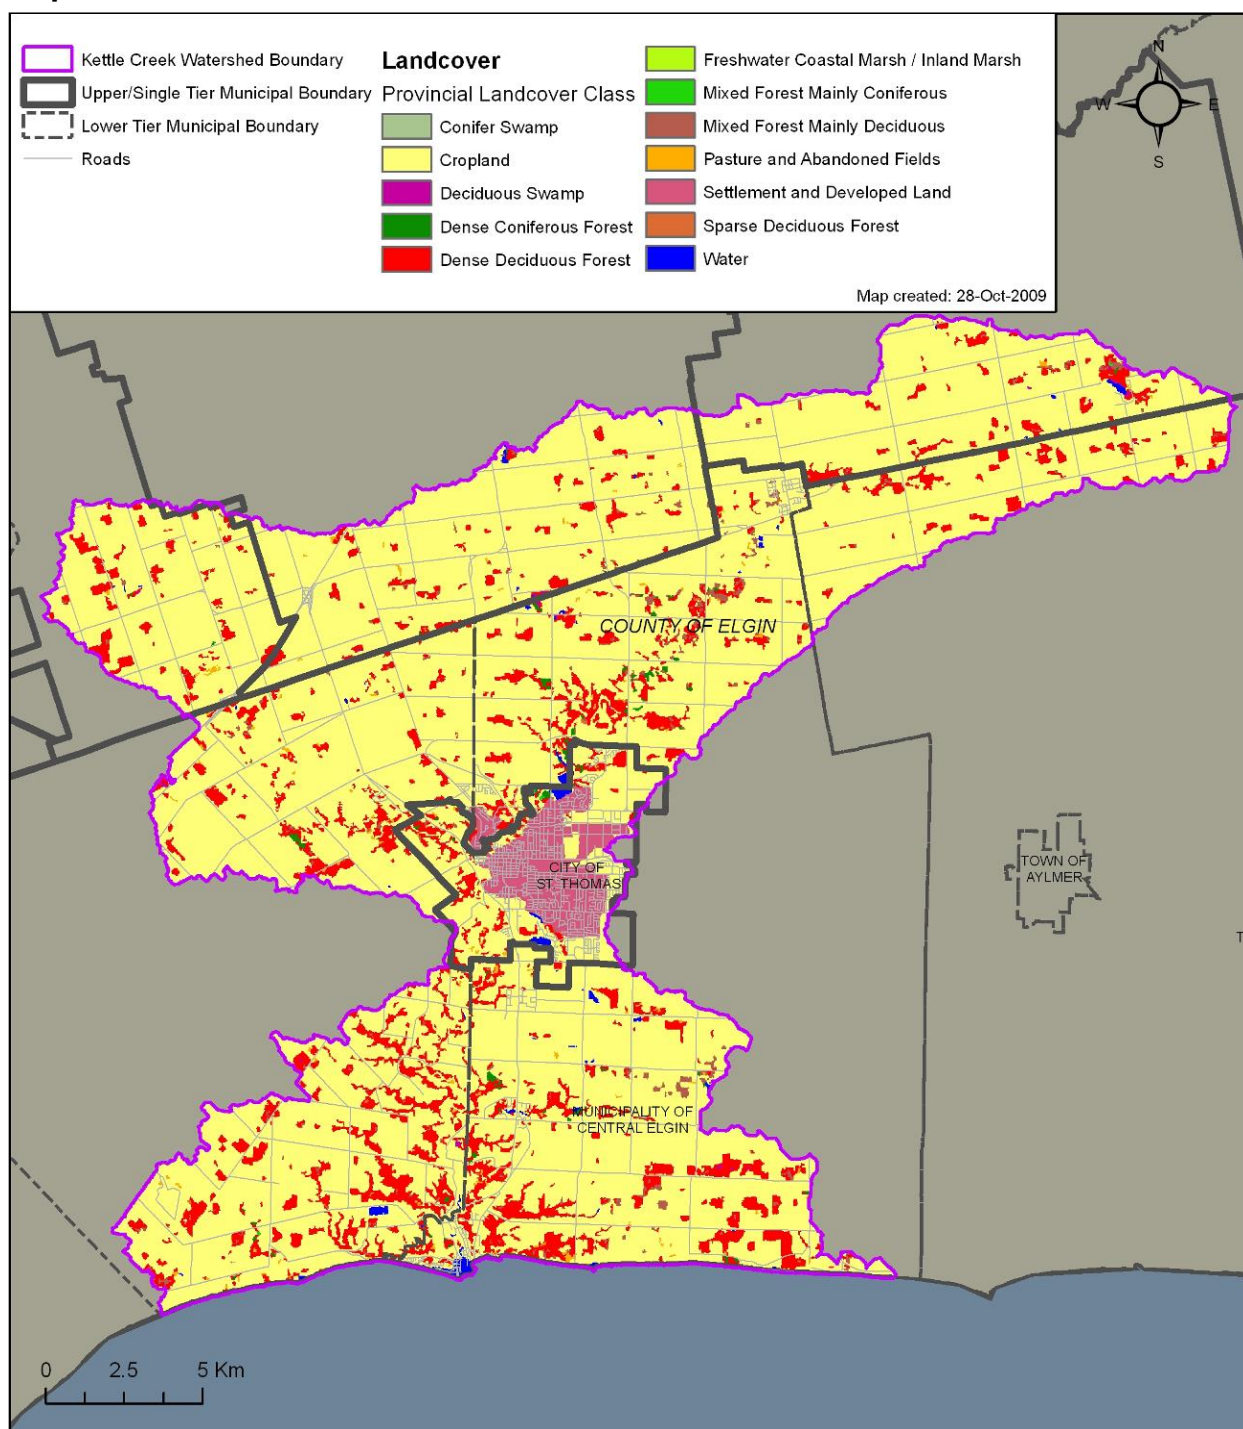 Kettle Creek Watershed Boundary
Upper/Single Tier Municipal Boundary
Lower Tier Municipal Boundary
Roads
Landcover
Provincial Landcover Class
Conifer Swamp
Cropland
Deciduous Swamp
Dense Coniferous Forest
Dense Deciduous Forest
Freshwater Coastal Marsh / Inland Marsh
Mixed Forest Mainly Coniferous
Mixed Forest Mainly Deciduous
Pasture and Abandoned Fields
Settlement and Developed Land
Sparse Deciduous Forest
Water
Map created: 28-Oct-2009
N
W E
S
COUNTY OF ELGIN
CITY OF
ST. THOMAS
TOWN OF
AYLMER
T
MUNICIPALITY OF
CENTRAL ELGIN
0 2.5 5 Km